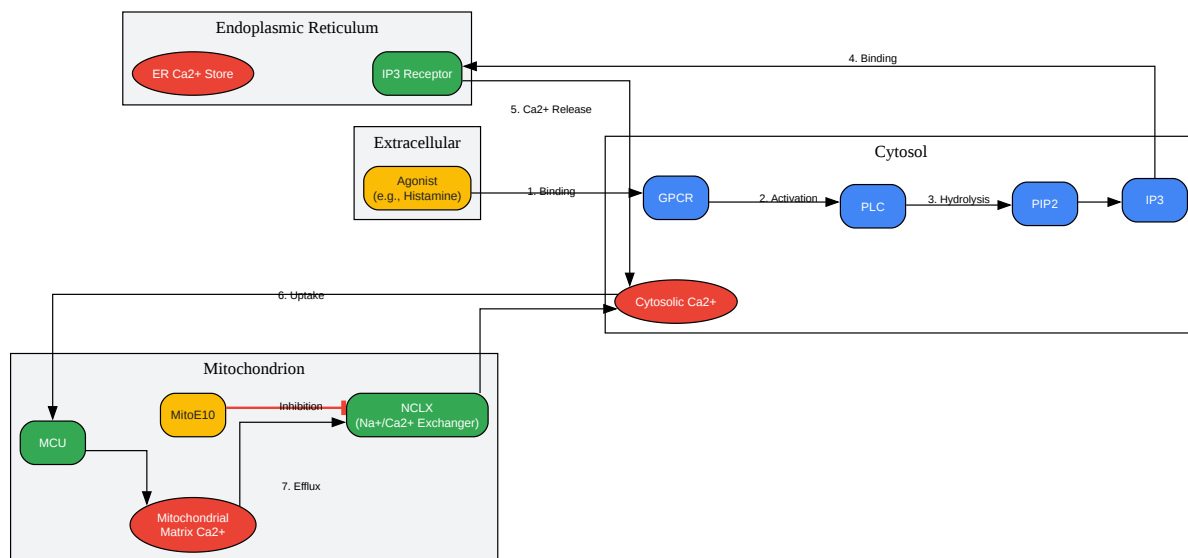 Endoplasmic Reticulum
ER Ca2+ Store
IP3 Receptor
4. Binding
5. Ca2+ Release
Extracellular
Agonist
(e.g., Histamine)
1. Binding
Cytosol
GPCR
2. Activation
PLC
3. Hydrolysis
PIP2
IP3
6. Uptake
Cytosolic Ca2+
Mitochondrion
MitoE10
Inhibition
NCLX
(Na+/Ca2+ Exchanger)
MCU
7. Efflux
Mitochondrial
Matrix Ca2+